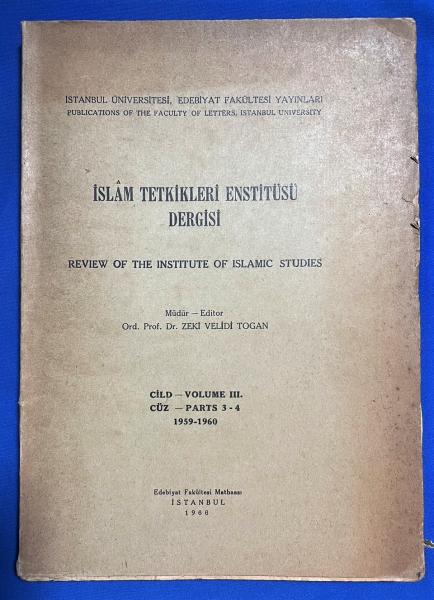 İSTANBUL ÜNİVERSİTESİ, EDEBİYAT FAKÜLTESİ YAYINLARI
PUBLICATIONS OF THE FACULTY OF LETTERS, ISTANBUL UNIVERSITY
İSLÂM TETKİKLERİ ENSTİTÜSÜ
DERGİSİ
REVIEW OF THE INSTITUTE OF ISLAMIC STUDIES
Müdür — Editor
Ord. Prof. Dr. ZEKİ VELİDİ TOGAN
CİLD — VOLUME III.
CÜZ — PARTS 3 - 4
1959-1960
Edebiyat Fakültesi Matbaası
İSTANBUL
1966